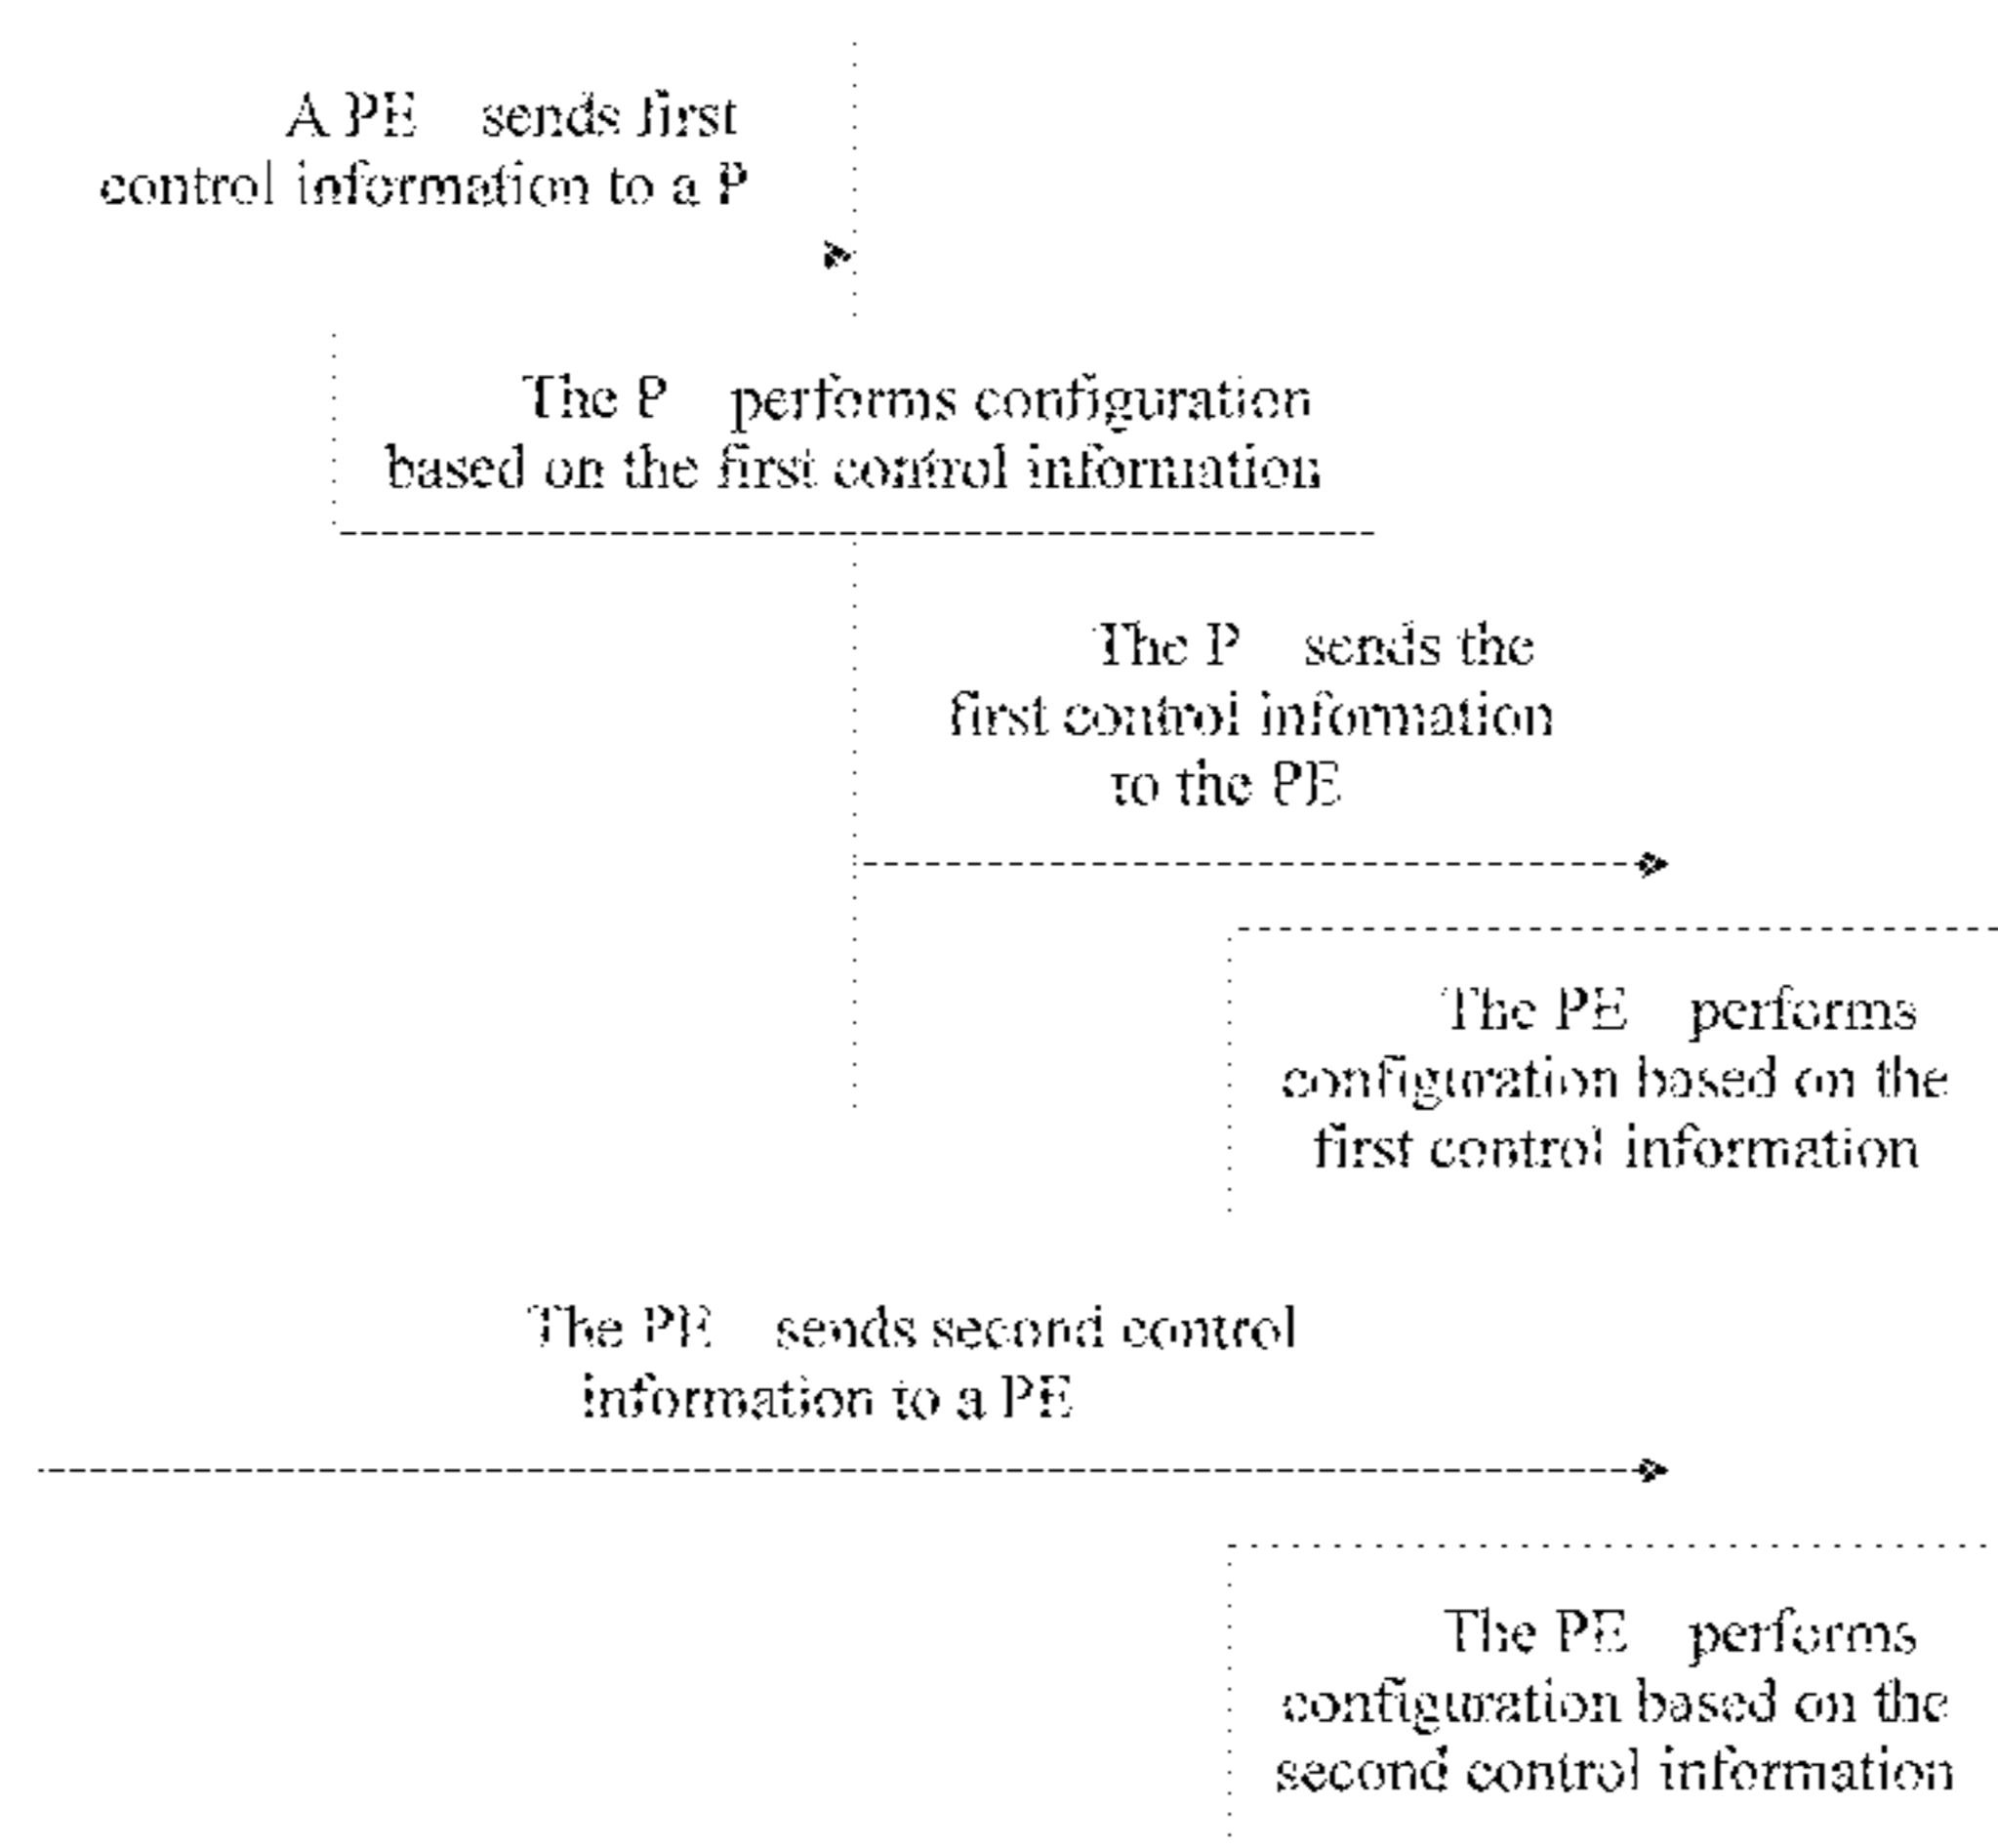 A PE sends first
control information to a P
The P performs configuration
based on the first control information
The P sends the
first control information
to the PE
The PE performs
configuration based on the
first control information
The PE sends second control
information to a PE
The PE performs
configuration based on the
second control information